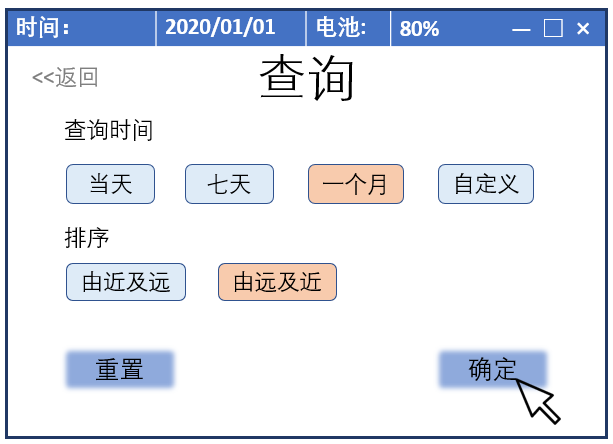 时间： 2020/01/01 电池: 80%
<<返回
查询
查询时间
当天 七天 一个月 自定义
排序
由近及远 由远及近
重置 确定